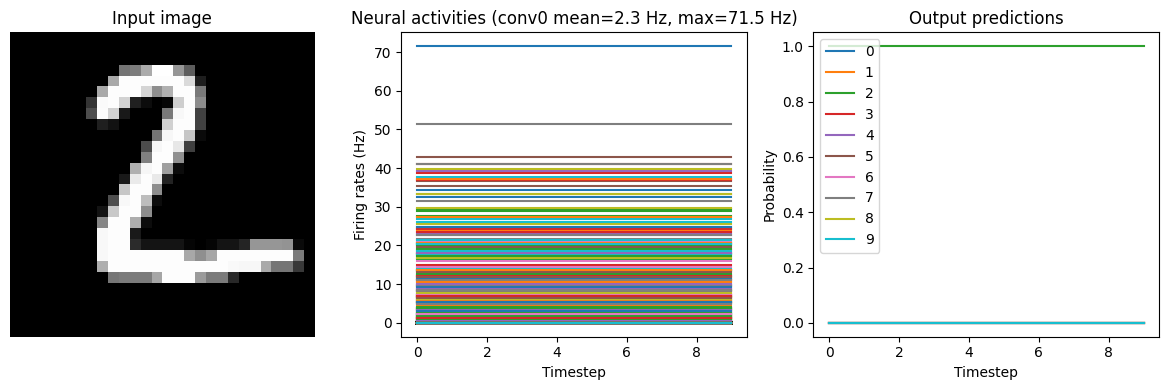 Input image
2
Neural activities (conv0 mean=2.3 Hz, max=71.5 Hz)
Firing rates (Hz)
70
60
50
40
30
20
10
0
0 2 4 6 8
Timestep
Output predictions
Probability
1.0
0.8
0.6
0.4
0.2
0.0
0
1
2
3
4
5
6
7
8
9
0 2 4 6 8
Timestep